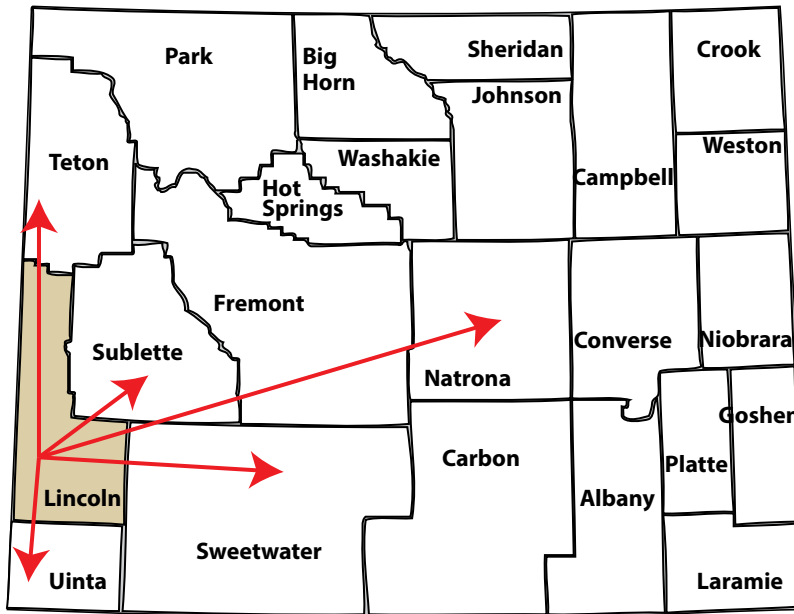 Park
Big
Horn
Sheridan
Crook
Johnson
Teton
Washakie
Weston
Campbell
Hot
Springs
Fremont
Sublette
Natrona
Converse
Niobrara
Goshen
Lincoln
Carbon
Platte
Albany
Sweetwater
Uinta
Laramie